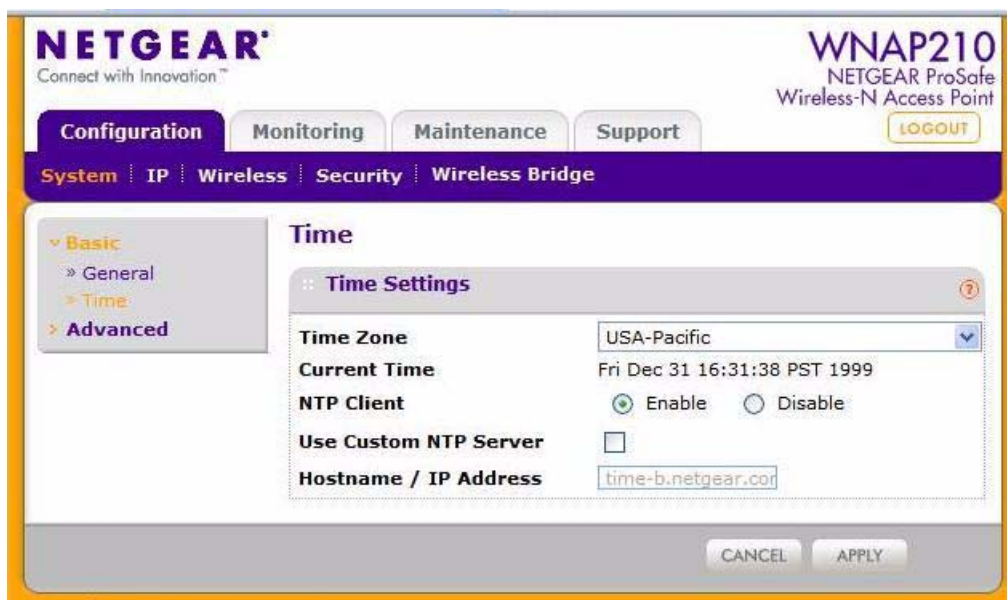 NETGEAR
Connect with Innovation™
WNAP210
NETGEAR ProSafe
Wireless-N Access Point
Configuration Monitoring Maintenance Support LOGOUT
System IP Wireless Security Wireless Bridge
Basic
» General
» Time
Advanced
Time
Time Settings
?
Time Zone USA-Pacific
Current Time Fri Dec 31 16:31:38 PST 1999
NTP Client Enable Disable
Use Custom NTP Server
Hostname / IP Address time-b.netgear.cor
CANCEL APPLY